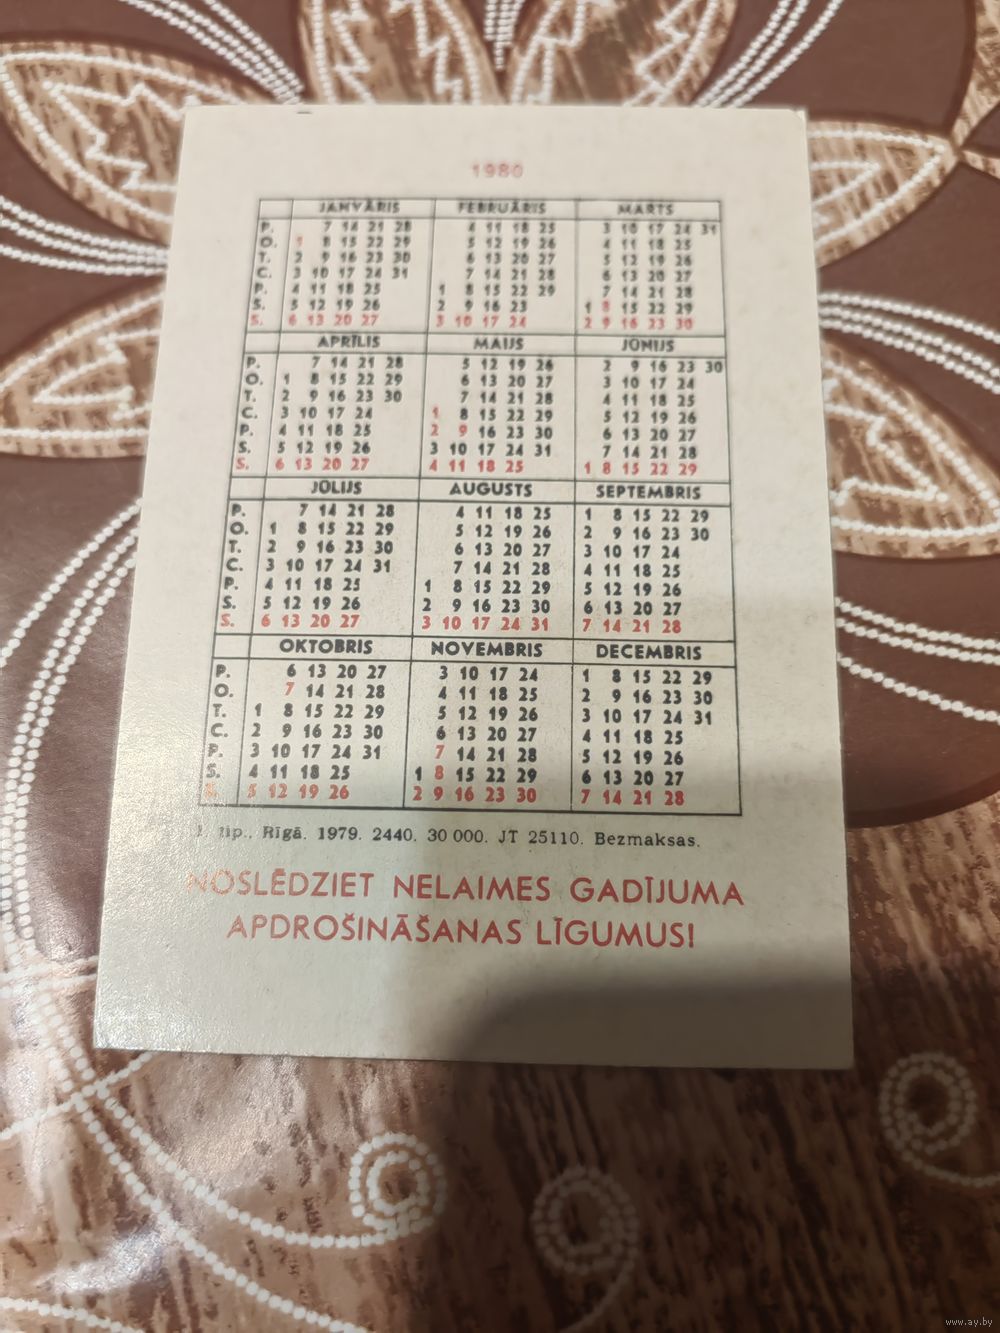 1980
JANVĀRIS FEBRUĀRIS MARTS
P. 7 14 21 28 4 11 18 25 3 10 17 24 31
O. 1 8 15 22 29 5 12 19 26 4 11 18 25
T. 2 9 16 23 30 6 13 20 27 5 12 19 26
C. 3 10 17 24 31 7 14 21 28 6 13 20 27
P. 4 11 18 25 1 8 15 22 29 7 14 21 28
S. 5 12 19 26 2 9 16 23 1 8 15 22 29
S. 6 13 20 27 3 10 17 24 2 9 16 23 30
APRĪLIS MAIJS JŪNIJS
P. 7 14 21 28 5 12 19 26 2 9 16 23 30
O. 1 8 15 22 29 6 13 20 27 3 10 17 24
T. 2 9 16 23 30 7 14 21 28 4 11 18 25
C. 3 10 17 24 1 8 15 22 29 5 12 19 26
P. 4 11 18 25 2 9 16 23 30 6 13 20 27
S. 5 12 19 26 3 10 17 24 31 7 14 21 28
S. 6 13 20 27 4 11 18 25 1 8 15 22 29
JŪLIJS AUGUSTS SEPTEMBRIS
P. 7 14 21 28 4 11 18 25 1 8 15 22 29
O. 1 8 15 22 29 5 12 19 26 2 9 16 23 30
T. 2 9 16 23 30 6 13 20 27 3 10 17 24
C. 3 10 17 24 31 7 14 21 28 4 11 18 25
P. 4 11 18 25 1 8 15 22 29 5 12 19 26
S. 5 12 19 26 2 9 16 23 30 6 13 20 27
S. 6 13 20 27 3 10 17 24 31 7 14 21 28
OKTOBRIS NOVEMBRIS DECEMBRIS
P. 6 13 20 27 3 10 17 24 1 8 15 22 29
O. 7 14 21 28 4 11 18 25 2 9 16 23 30
T. 1 8 15 22 29 5 12 19 26 3 10 17 24 31
C. 2 9 16 23 30 6 13 20 27 4 11 18 25
P. 3 10 17 24 31 7 14 21 28 5 12 19 26
S. 4 11 18 25 1 8 15 22 29 6 13 20 27
S. 5 12 19 26 2 9 16 23 30 7 14 21 28
tip., Rīgā. 1979. 2440. 30 000. JT 25110. Bezmaksas.
NOSLĒDZIET NELAIMES GADĪJUMA
APDROŠINĀŠANAS LĪGUMUS!
www.ay.by